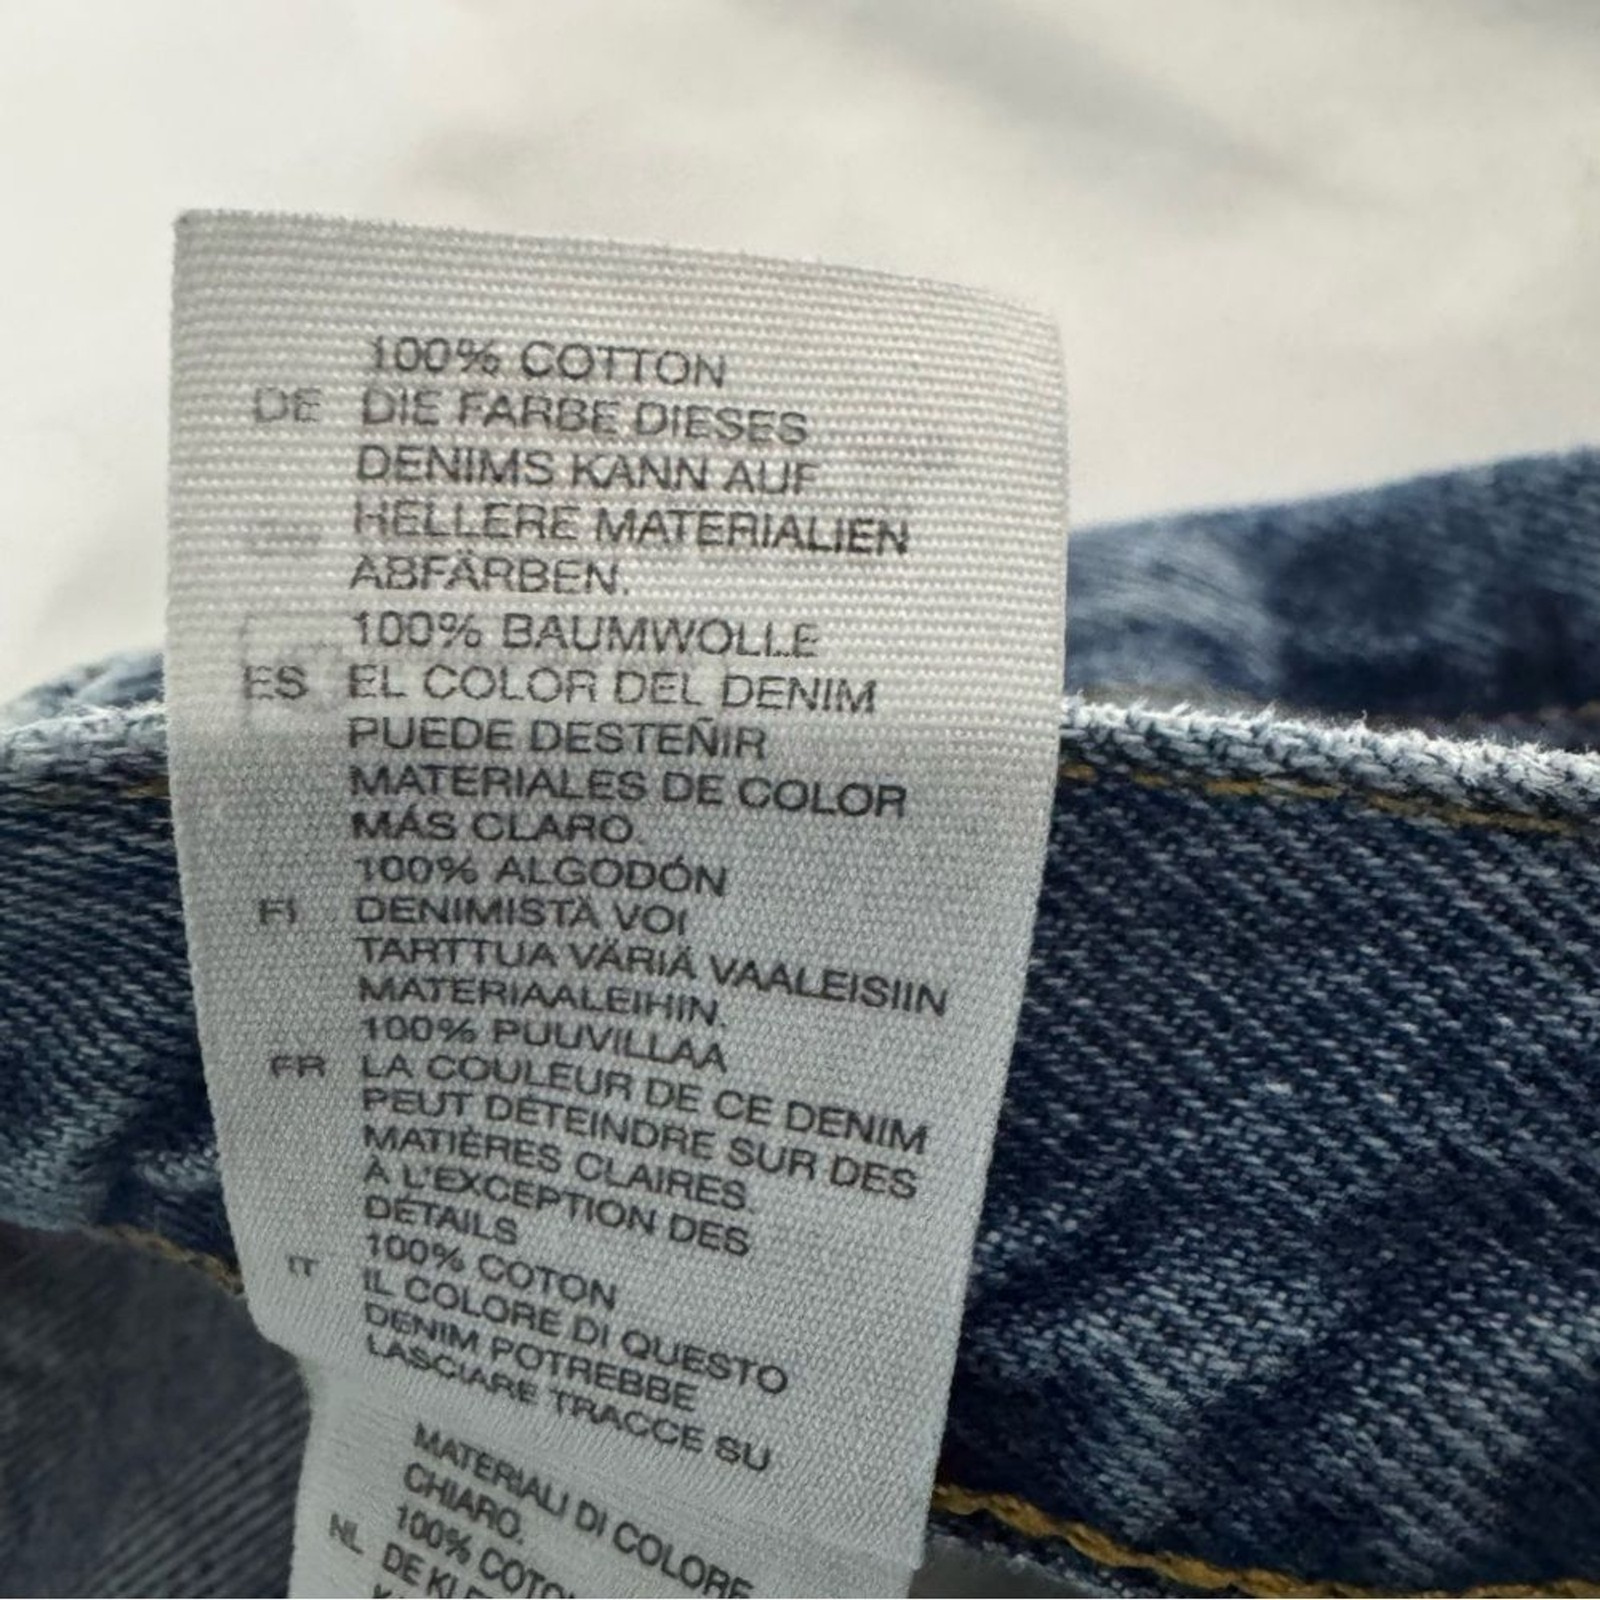 100% COTTON
DE DIE FARBE DIESES
DENIMS KANN AUF
HELLERE MATERIALIEN
ABFÄRBEN.
100% BAUMWOLLE
ES EL COLOR DEL DENIM
PUEDE DESTEÑIR
MATERIALES DE COLOR
MÁS CLARO.
100% ALGODÓN
FI DENIMISTÄ VOI
TARTTUA VÄRIÄ VAALEISIIN
MATERIAALEIHIN.
100% PUUVILLAA
FR LA COULEUR DE CE DENIM
PEUT DÉTEINDRE SUR DES
MATIÈRES CLAIRES.
À L'EXCEPTION DES
DÉTAILS
100% COTON
IT IL COLORE DI QUESTO
DENIM POTREBBE
LASCIARE TRACCE SU
MATERIALI DI COLORE
CHIARO.
100%
NL DE